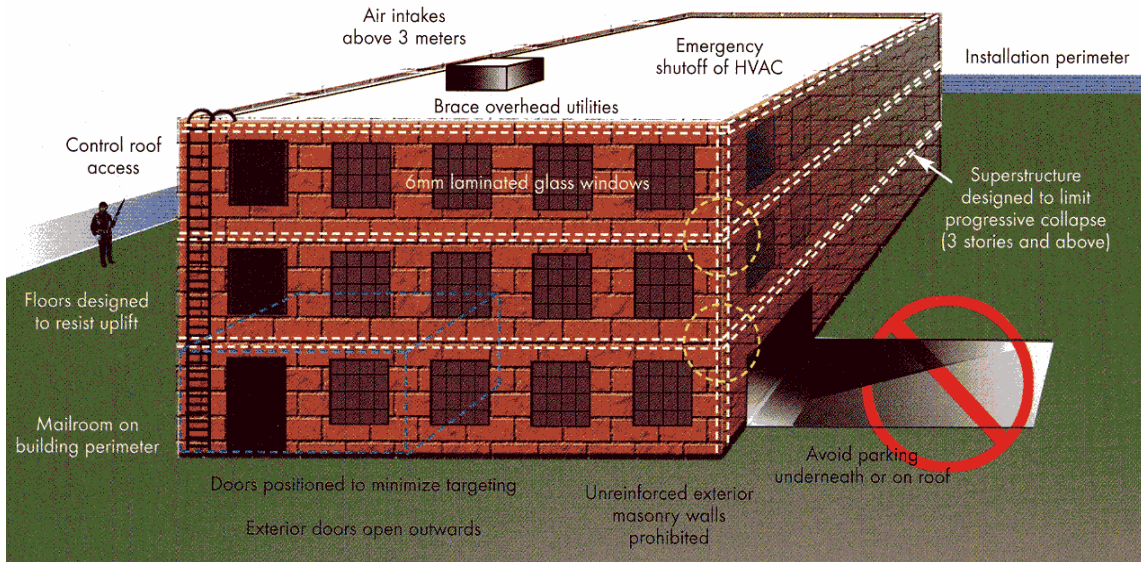 Air intakes
above 3 meters
Emergency
shutoff of HVAC
Installation perimeter
Brace overhead utilities
Control roof
access
6mm laminated glass windows
Superstructure
designed to limit
progressive collapse
(3 stories and above)
Floors designed
to resist uplift
Mailroom on
building perimeter
Avoid parking
underneath or on roof
Doors positioned to minimize targeting
Unreinforced exterior
masonry walls
prohibited
Exterior doors open outwards